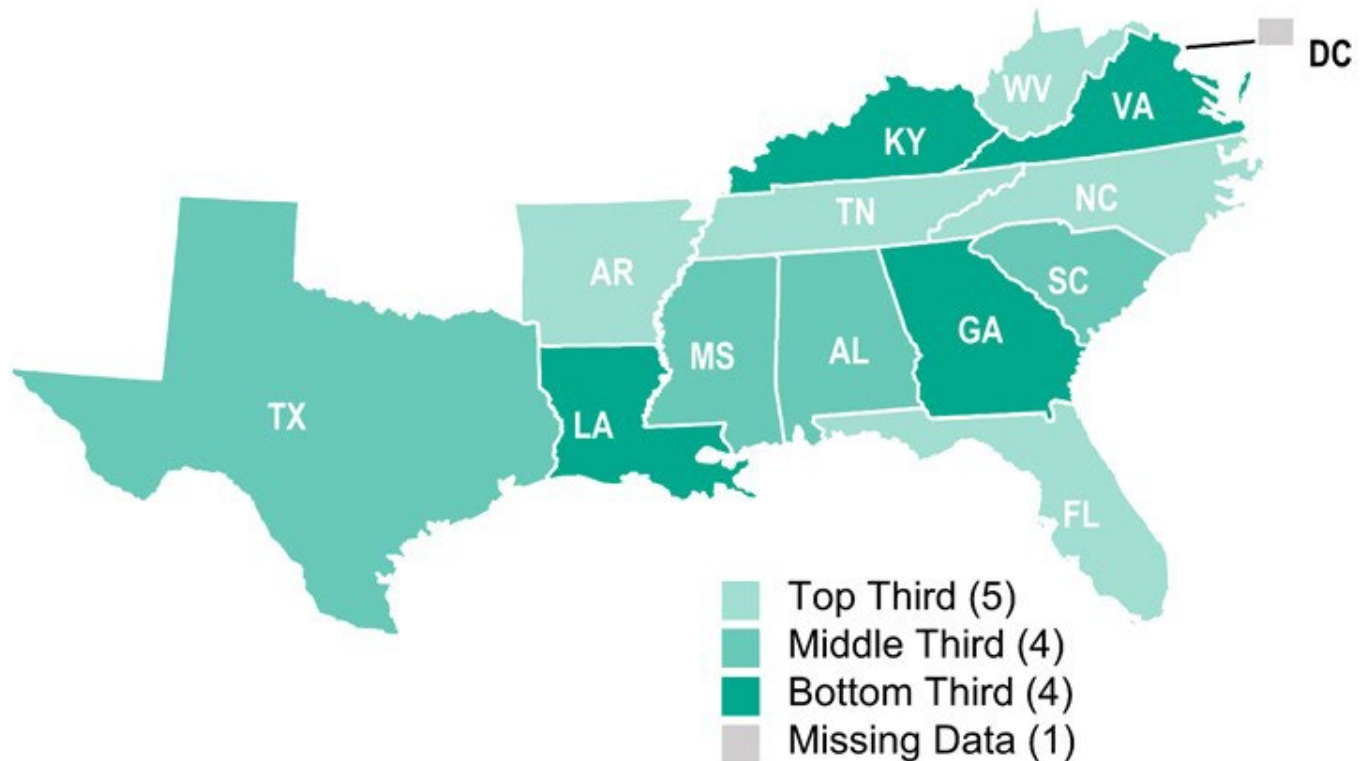 DC
WV
VA
KY
TN
NC
AR
SC
GA
MS
AL
TX
LA
FL
Top Third (5)
Middle Third (4)
Bottom Third (4)
Missing Data (1)